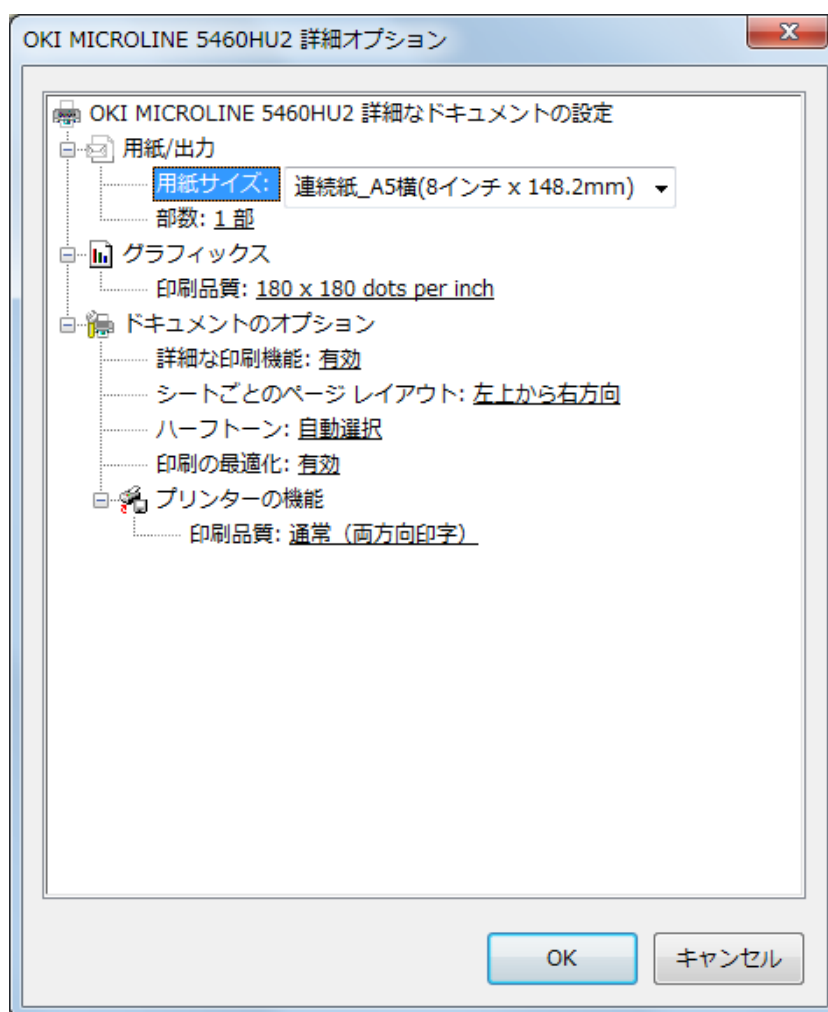 OKI MICROLINE 5460HU2 詳細オプション
OKI MICROLINE 5460HU2 詳細なドキュメントの設定
用紙/出力
用紙サイズ: 連続紙_A5横(8インチ x 148.2mm)
部数: 1 部
グラフィックス
印刷品質: 180 x 180 dots per inch
ドキュメントのオプション
詳細な印刷機能: 有効
シートごとのページ レイアウト: 左上から右方向
ハーフトーン: 自動選択
印刷の最適化: 有効
プリンターの機能
印刷品質: 通常（両方向印字）
OK キャンセル